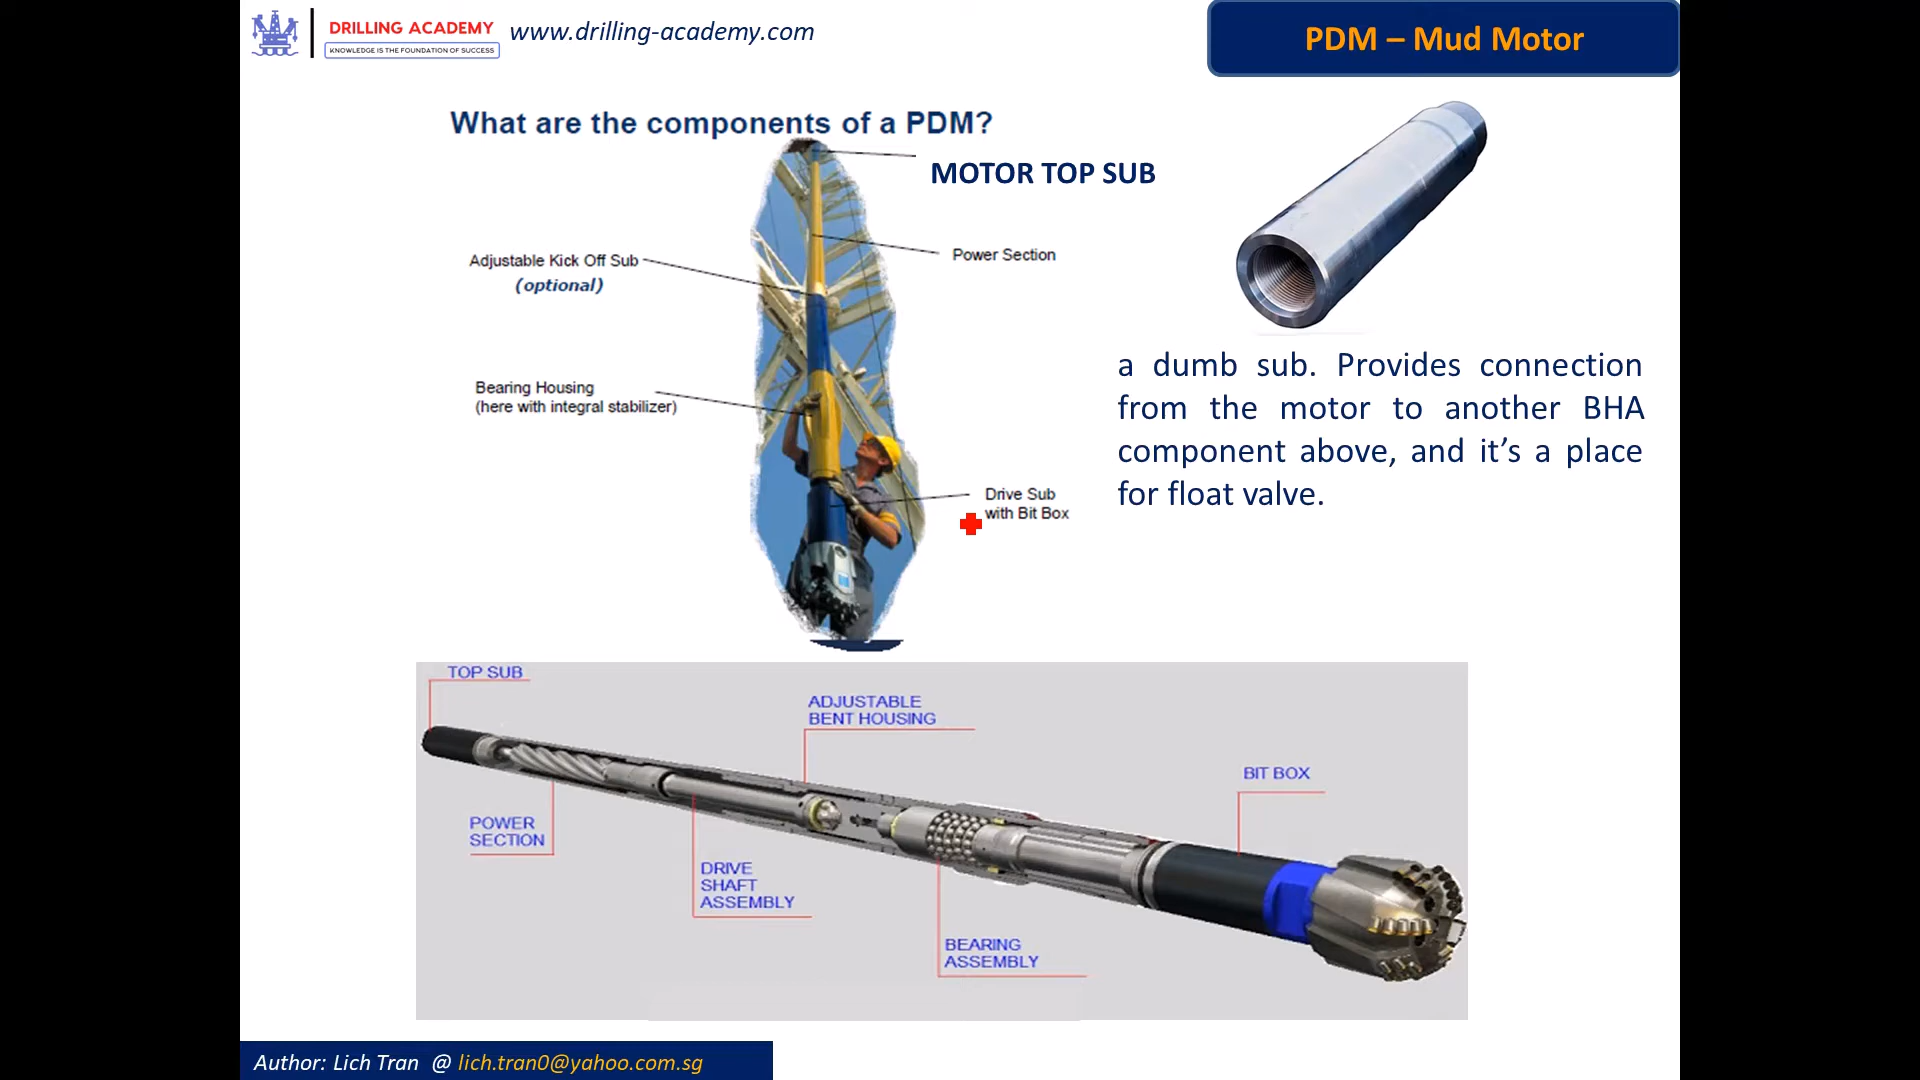 DRILLING ACADEMY
KNOWLEDGE IS THE FOUNDATION OF SUCCESS
www.drilling-academy.com
PDM – Mud Motor
What are the components of a PDM?
MOTOR TOP SUB
Adjustable Kick Off Sub
(optional)
Power Section
Bearing Housing
(here with integral stabilizer)
Drive Sub
with Bit Box
a dumb sub. Provides connection
from the motor to another BHA
component above, and it’s a place
for float valve.
TOP SUB
ADJUSTABLE
BENT HOUSING
BIT BOX
POWER
SECTION
DRIVE
SHAFT
ASSEMBLY
BEARING
ASSEMBLY
Author: Lich Tran @ lich.tran0@yahoo.com.sg